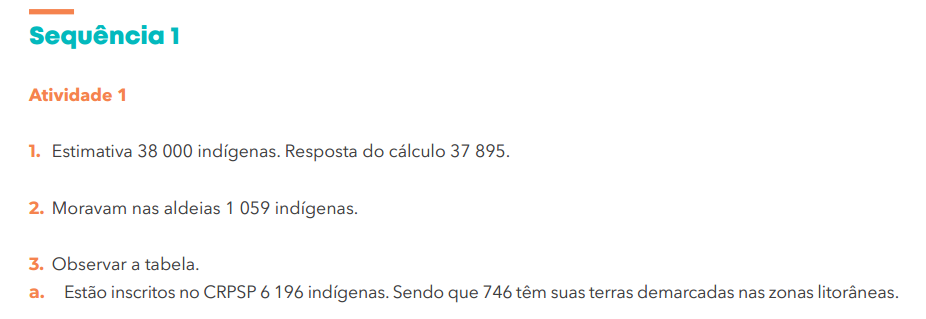 Sequência 1
Atividade 1
1. Estimativa 38 000 indígenas. Resposta do cálculo 37 895.
2. Moravam nas aldeias 1 059 indígenas.
3. Observar a tabela.
a. Estão inscritos no CRPSP 6 196 indígenas. Sendo que 746 têm suas terras demarcadas nas zonas litorâneas.